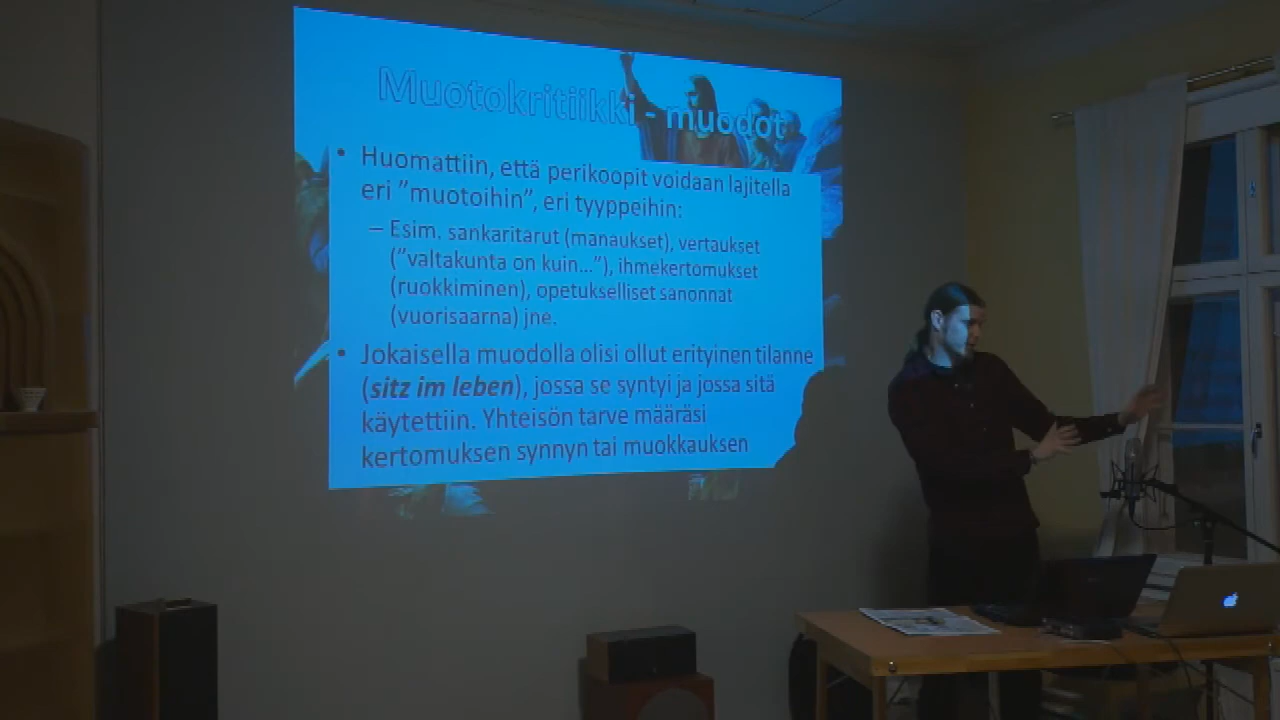 Muotokritiikki - muodot
• Huomattiin, että perikoopit voidaan lajitella
eri ”muotoihin”, eri tyyppeihin:
– Esim. sankaritarut (manaukset), vertaukset
(”valtakunta on kuin…”), ihmekertomukset
(ruokkiminen), opetukselliset sanonnat
(vuorisaarna) jne.
• Jokaisella muodolla olisi ollut erityinen tilanne
(sitz im leben), jossa se syntyi ja jossa sitä
käytettiin. Yhteisön tarve määräsi
kertomuksen synnyn tai muokkauksen